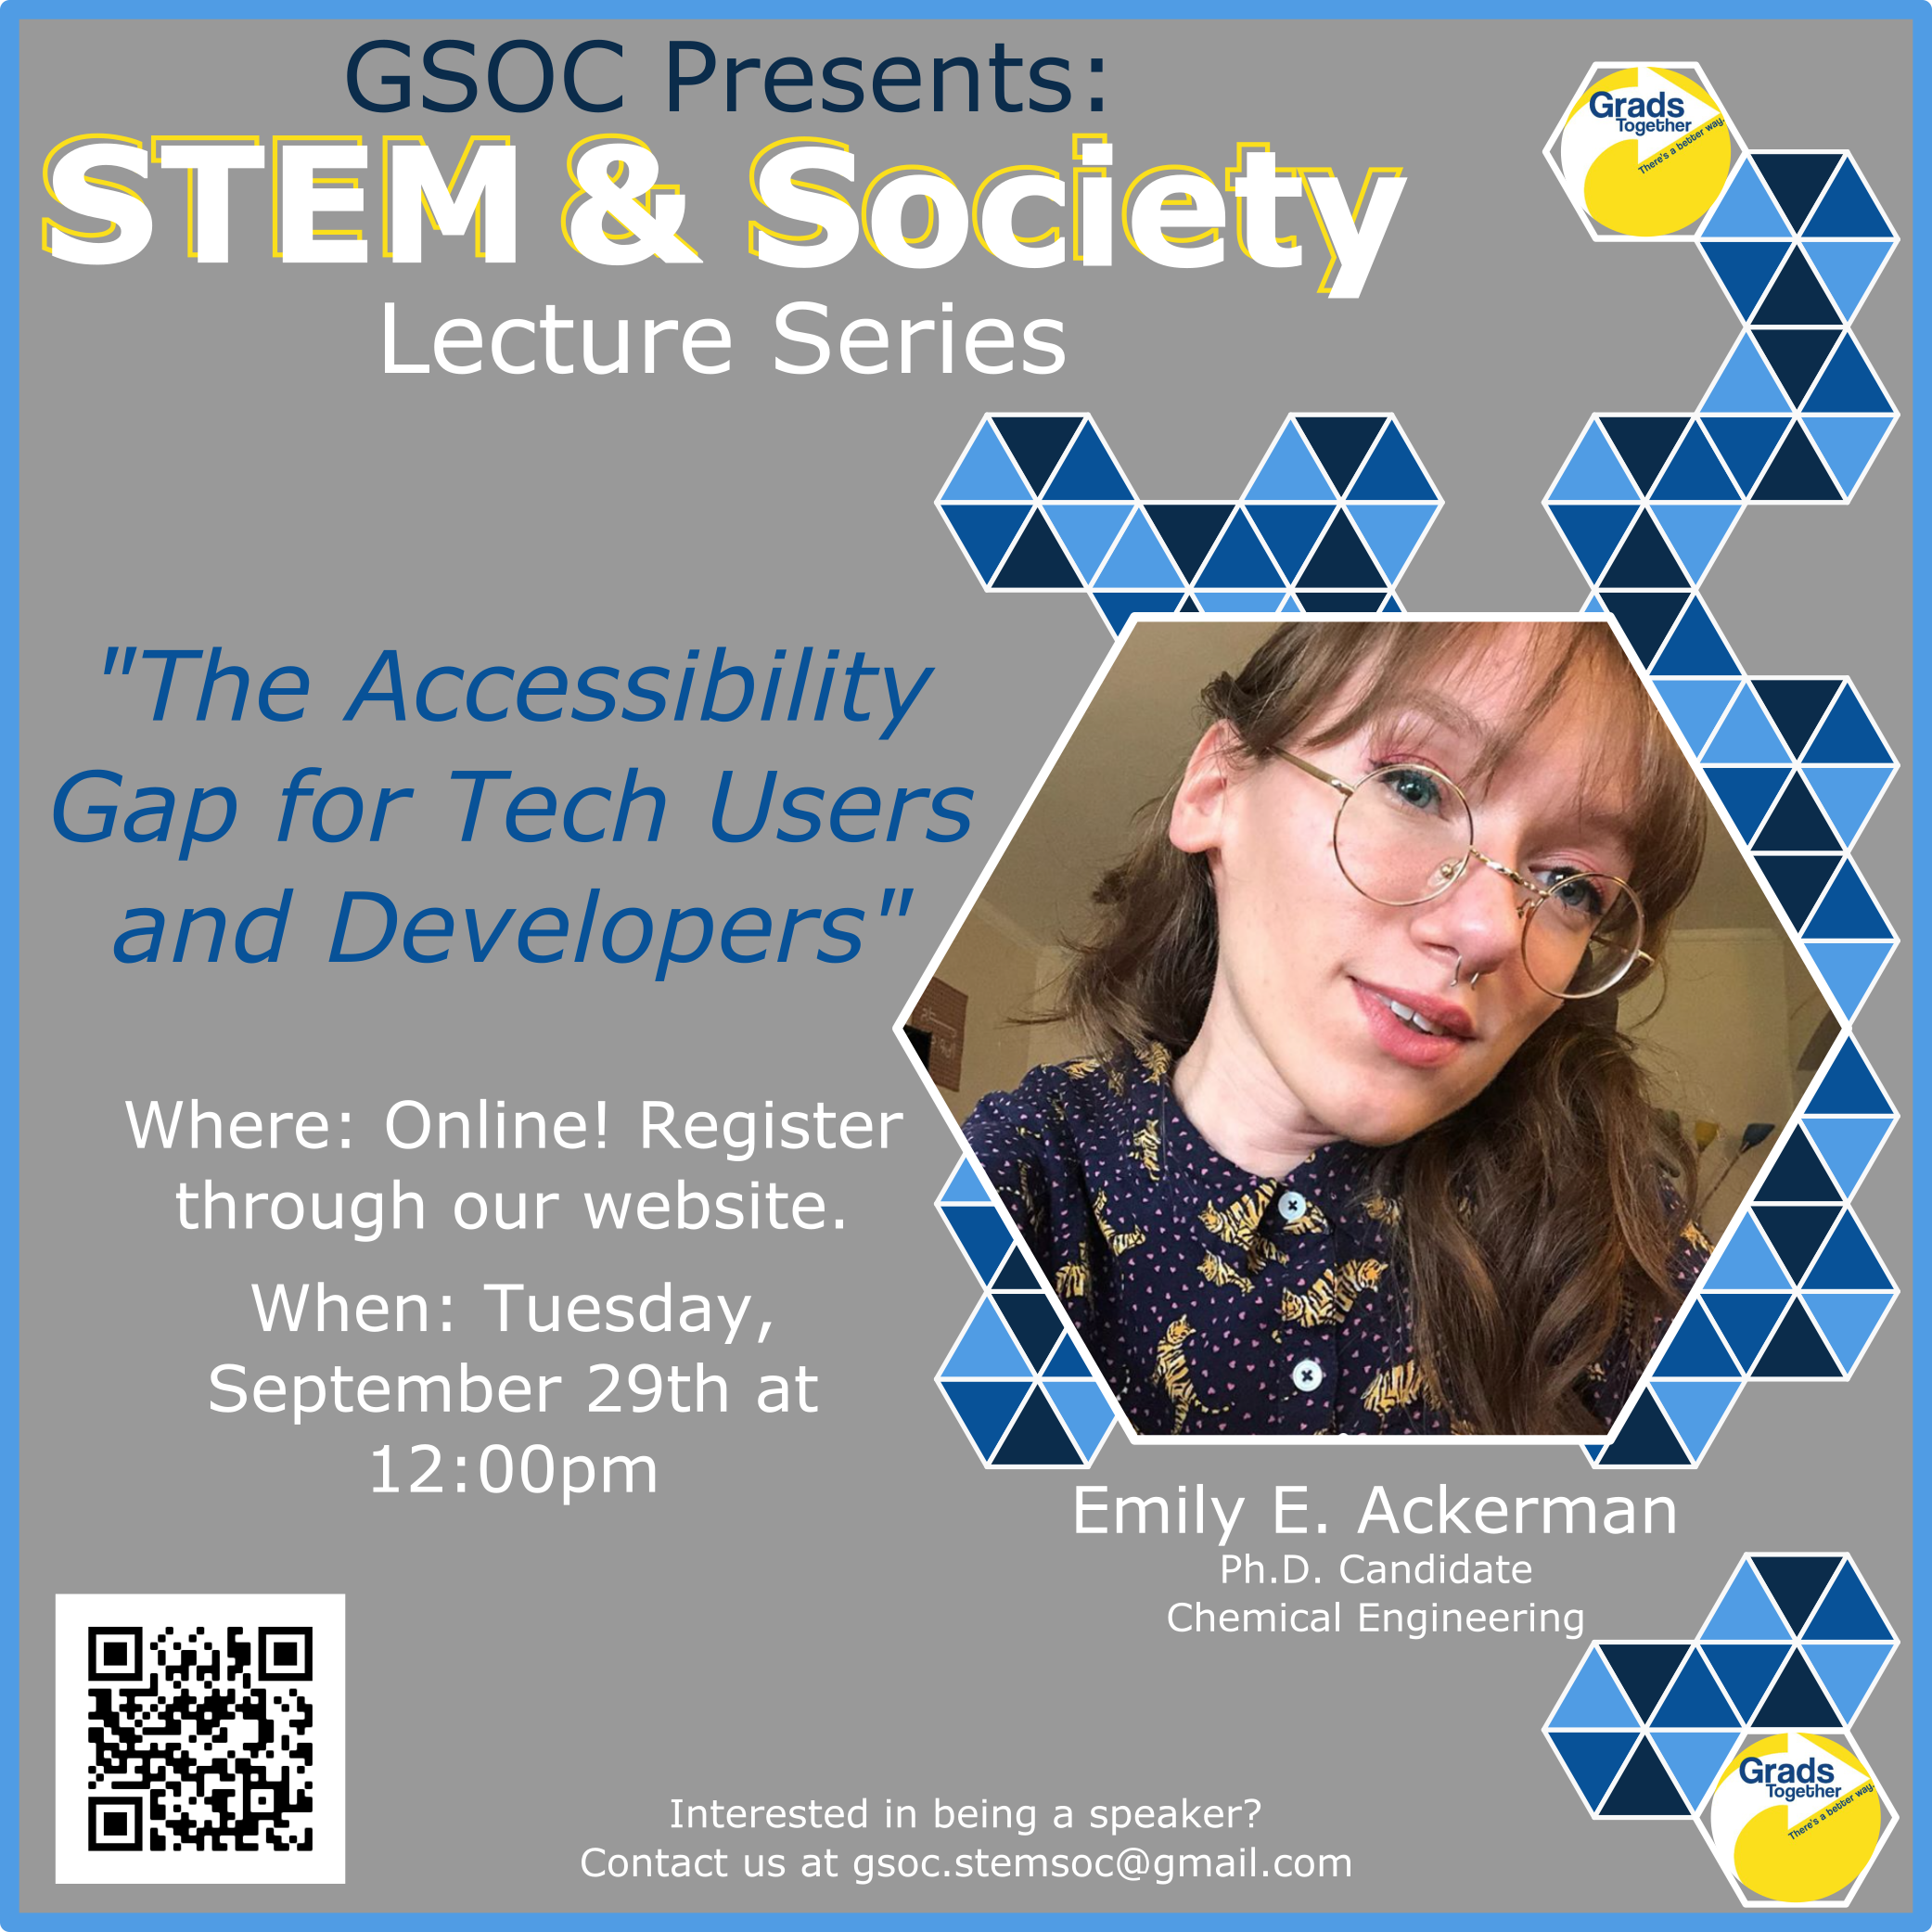 GSOC Presents:
STEM & Society
Lecture Series
Grads
Together
There's a better way.
"The Accessibility
Gap for Tech Users
and Developers"
Where: Online! Register
through our website.
When: Tuesday,
September 29th at
12:00pm
Emily E. Ackerman
Ph.D. Candidate
Chemical Engineering
Interested in being a speaker?
Contact us at gsoc.stemsoc@gmail.com
Grads
Together
There's a better way.